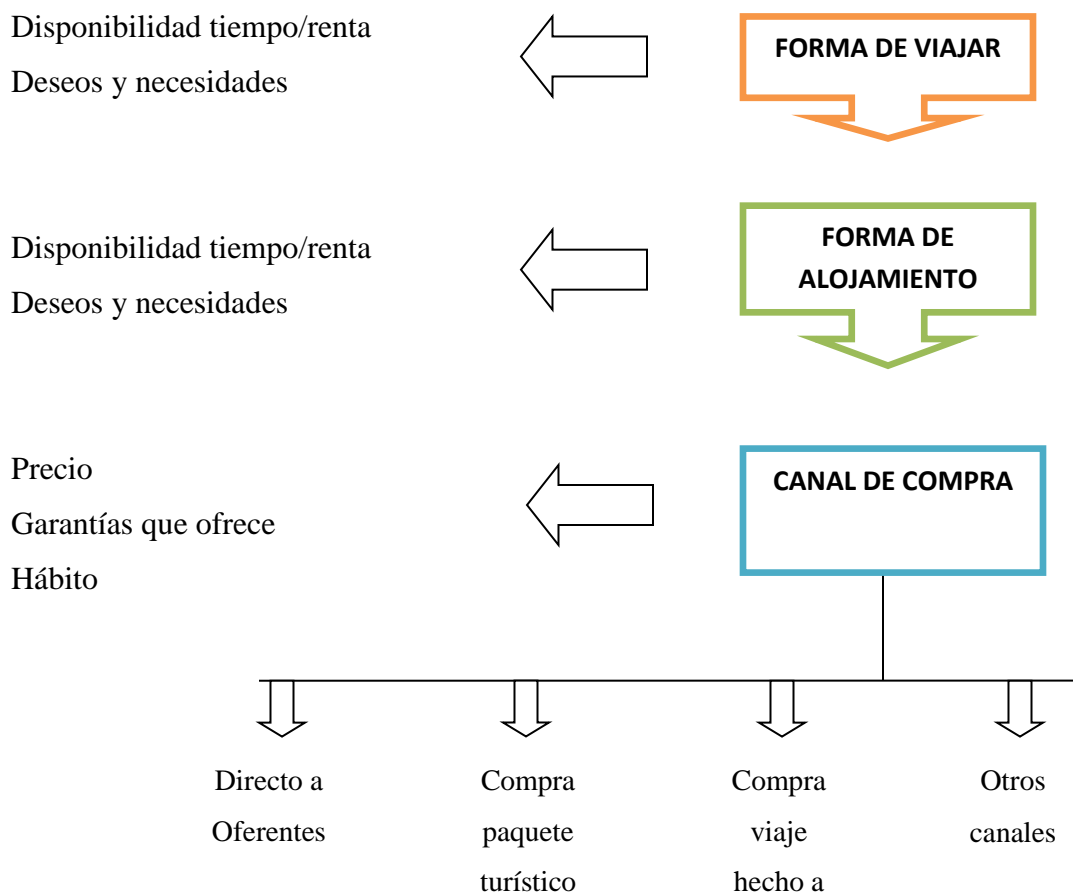 Disponibilidad tiempo/renta
Deseos y necesidades
FORMA DE VIAJAR
Disponibilidad tiempo/renta
Deseos y necesidades
FORMA DE
ALOJAMIENTO
Precio
Garantías que ofrece
Hábito
CANAL DE COMPRA
Directo a
Oferentes
Compra
paquete
turístico
Compra
viaje
hecho a
Otros
canales